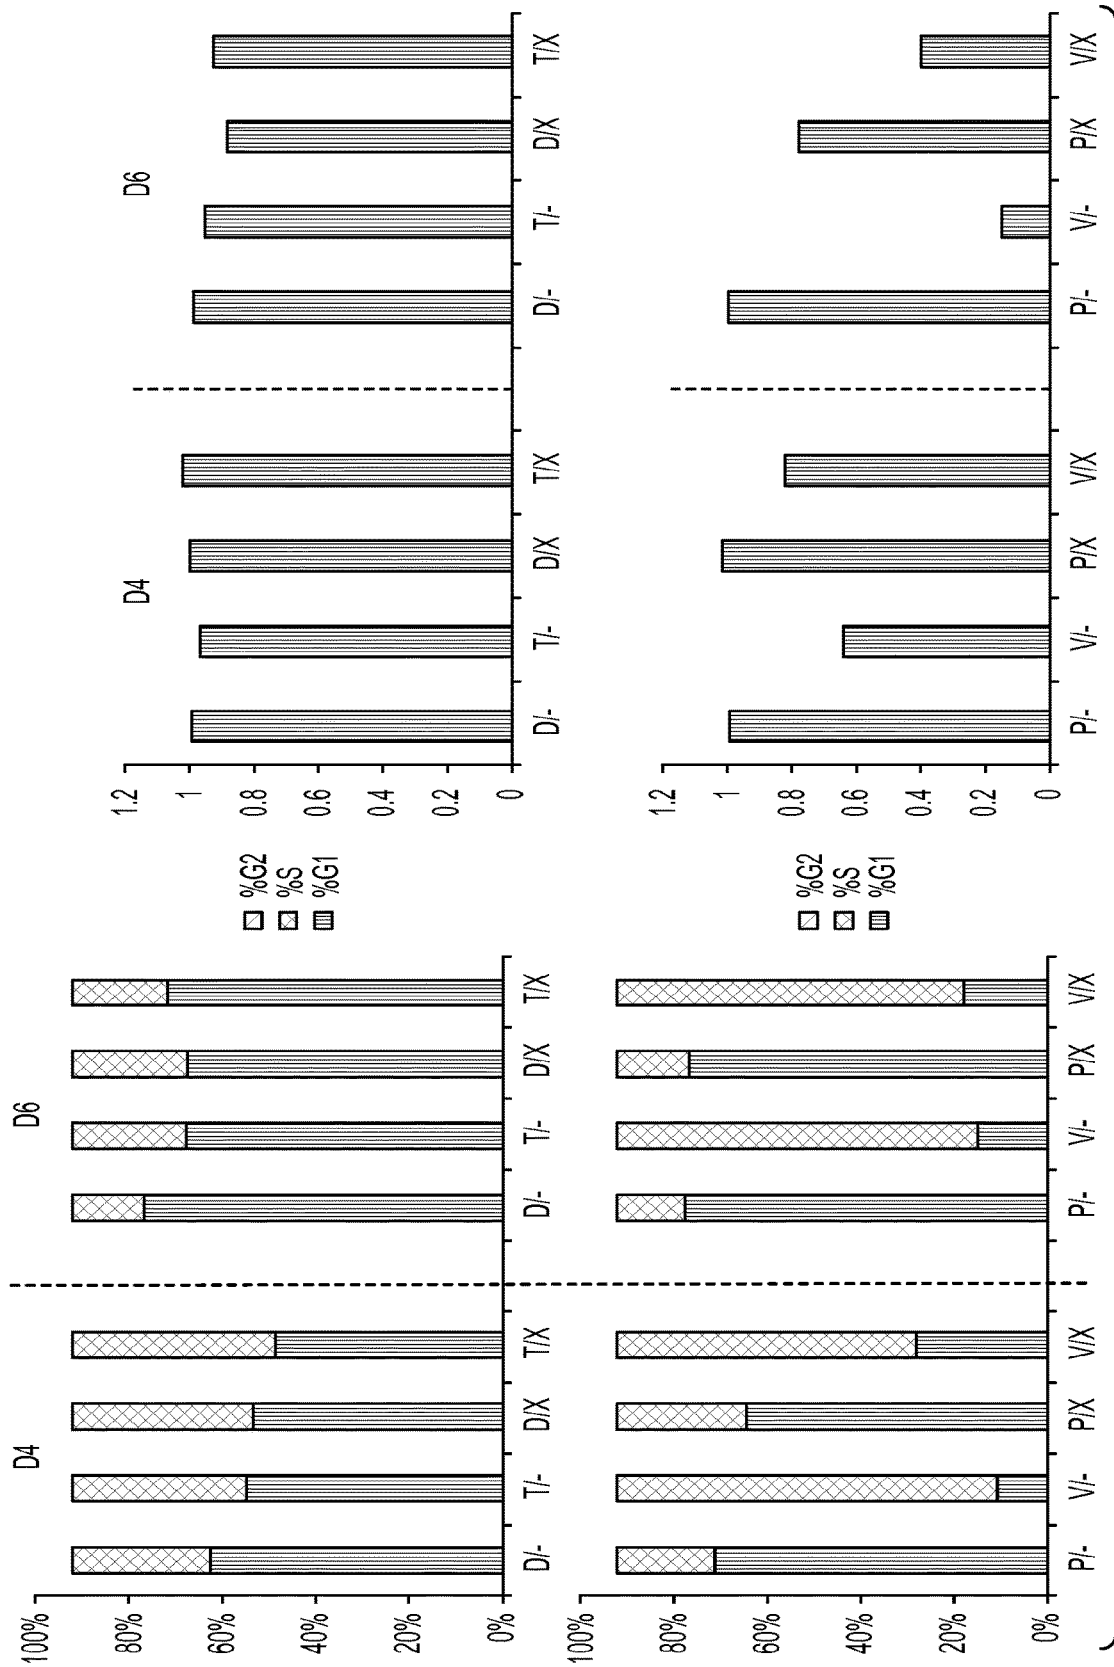 D4
D6
100%
80%
60%
40%
20%
0%
D/-
T/-
D/X
T/X
D/-
T/-
D/X
T/X
%G2
%S
%G1
100%
80%
60%
40%
20%
0%
P/-
V/-
P/X
V/X
P/-
V/-
P/X
V/X
%G2
%S
%G1
D4
D6
1.2
1
0.8
0.6
0.4
0.2
0
D/-
T/-
D/X
T/X
D/-
T/-
D/X
T/X
1.2
1
0.8
0.6
0.4
0.2
0
P/-
V/-
P/X
V/X
P/-
V/-
P/X
V/X